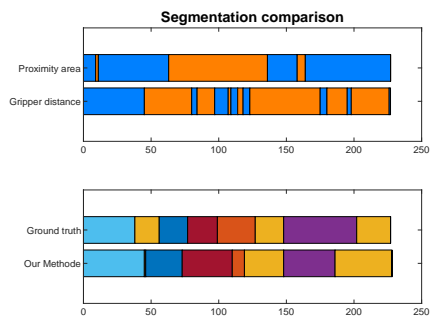 Segmentation comparison
Proximity area
Gripper distance
0 50 100 150 200 250
Ground truth
Our Methode
0 50 100 150 200 250